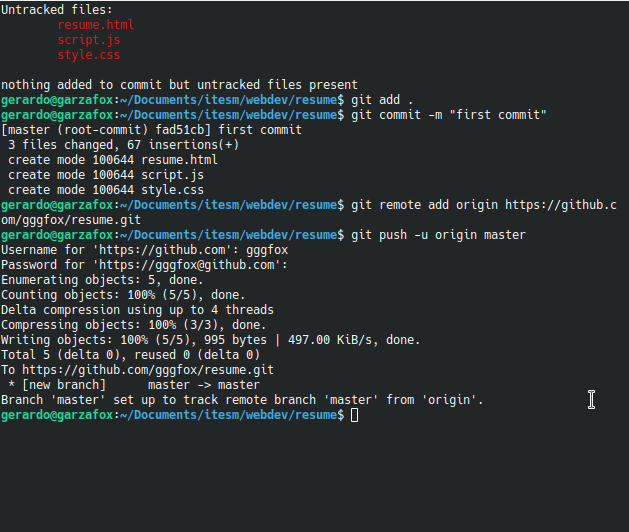 Untracked files:
        resume.html
        script.js
        style.css
nothing added to commit but untracked files present
gerardo@garzafox:~/Documents/itesm/webdev/resume$ git add .
gerardo@garzafox:~/Documents/itesm/webdev/resume$ git commit -m "first commit"
[master (root-commit) fad51cb] first commit
 3 files changed, 67 insertions(+)
 create mode 100644 resume.html
 create mode 100644 script.js
 create mode 100644 style.css
gerardo@garzafox:~/Documents/itesm/webdev/resume$ git remote add origin https://github.c
om/gggfox/resume.git
gerardo@garzafox:~/Documents/itesm/webdev/resume$ git push -u origin master
Username for 'https://github.com': gggfox
Password for 'https://gggfox@github.com':
Enumerating objects: 5, done.
Counting objects: 100% (5/5), done.
Delta compression using up to 4 threads
Compressing objects: 100% (3/3), done.
Writing objects: 100% (5/5), 995 bytes | 497.00 KiB/s, done.
Total 5 (delta 0), reused 0 (delta 0)
To https://github.com/gggfox/resume.git
 * [new branch]      master -> master
Branch 'master' set up to track remote branch 'master' from 'origin'.
gerardo@garzafox:~/Documents/itesm/webdev/resume$